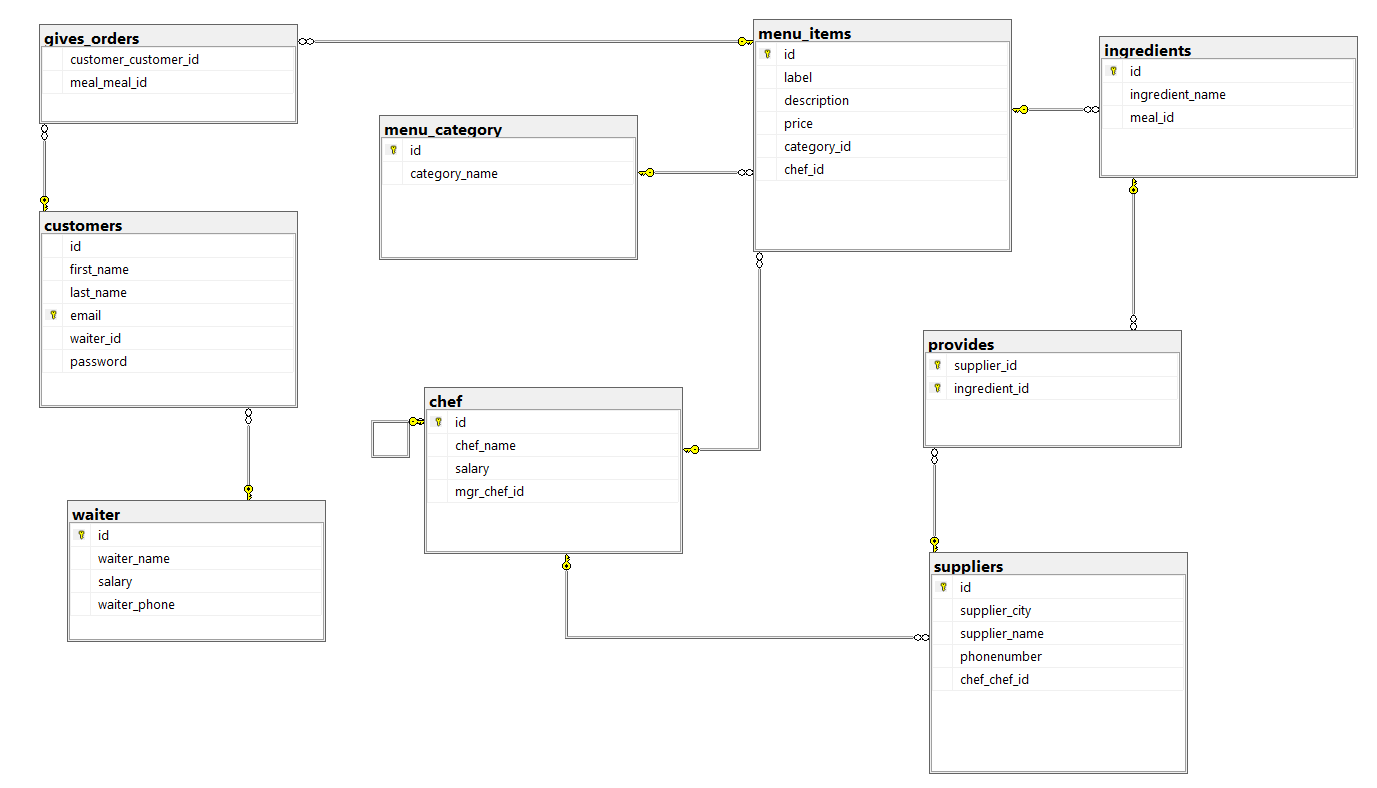 gives_orders
customer_customer_id
meal_meal_id
menu_items
id
label
description
price
category_id
chef_id
ingredients
id
ingredient_name
meal_id
menu_category
id
category_name
customers
id
first_name
last_name
email
waiter_id
password
provides
supplier_id
ingredient_id
chef
id
chef_name
salary
mgr_chef_id
waiter
id
waiter_name
salary
waiter_phone
suppliers
id
supplier_city
supplier_name
phonenumber
chef_chef_id